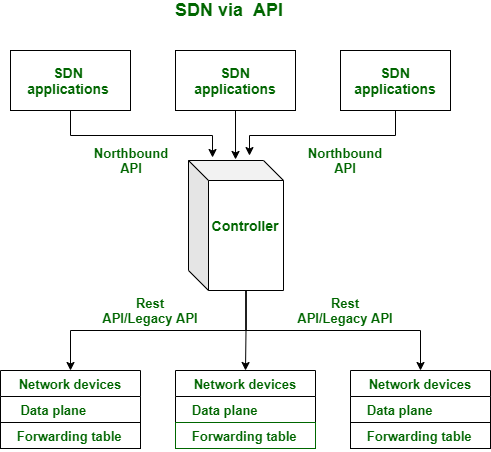 SDN via API
SDN
applications
SDN
applications
SDN
applications
Northbound
API
Northbound
API
Controller
Rest
API/Legacy API
Rest
API/Legacy API
Network devices
Data plane
Forwarding table
Network devices
Data plane
Forwarding table
Network devices
Data plane
Forwarding table